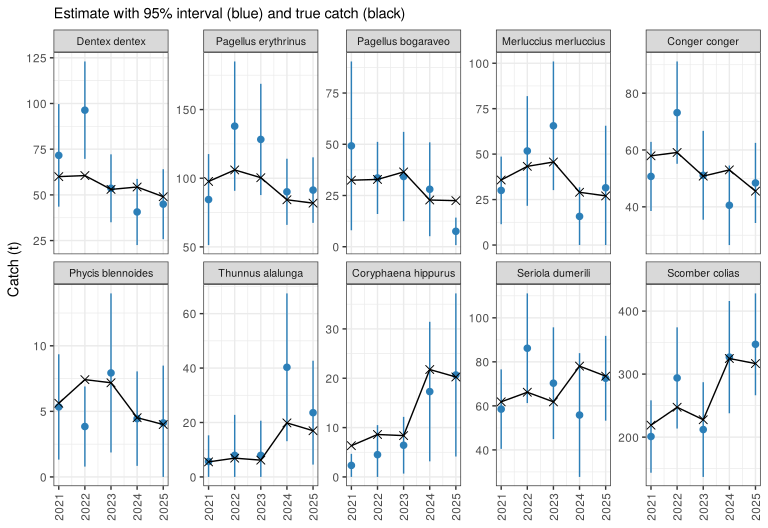 Estimate with 95% interval (blue) and true catch (black)
Dentex dentex
Pagellus erythrinus
Pagellus bogaraveo
Merluccius merluccius
Conger conger
125
100
75
50
25
150
100
50
75
50
25
0
100
75
50
25
0
80
60
40
Catch (t)
Phycis blennoides
Thunnus alalunga
Coryphaena hippurus
Seriola dumerili
Scomber colias
10
5
0
60
40
20
0
30
20
10
0
100
80
60
40
400
300
200
2021 2022 2023 2024 2025
2021 2022 2023 2024 2025
2021 2022 2023 2024 2025
2021 2022 2023 2024 2025
2021 2022 2023 2024 2025